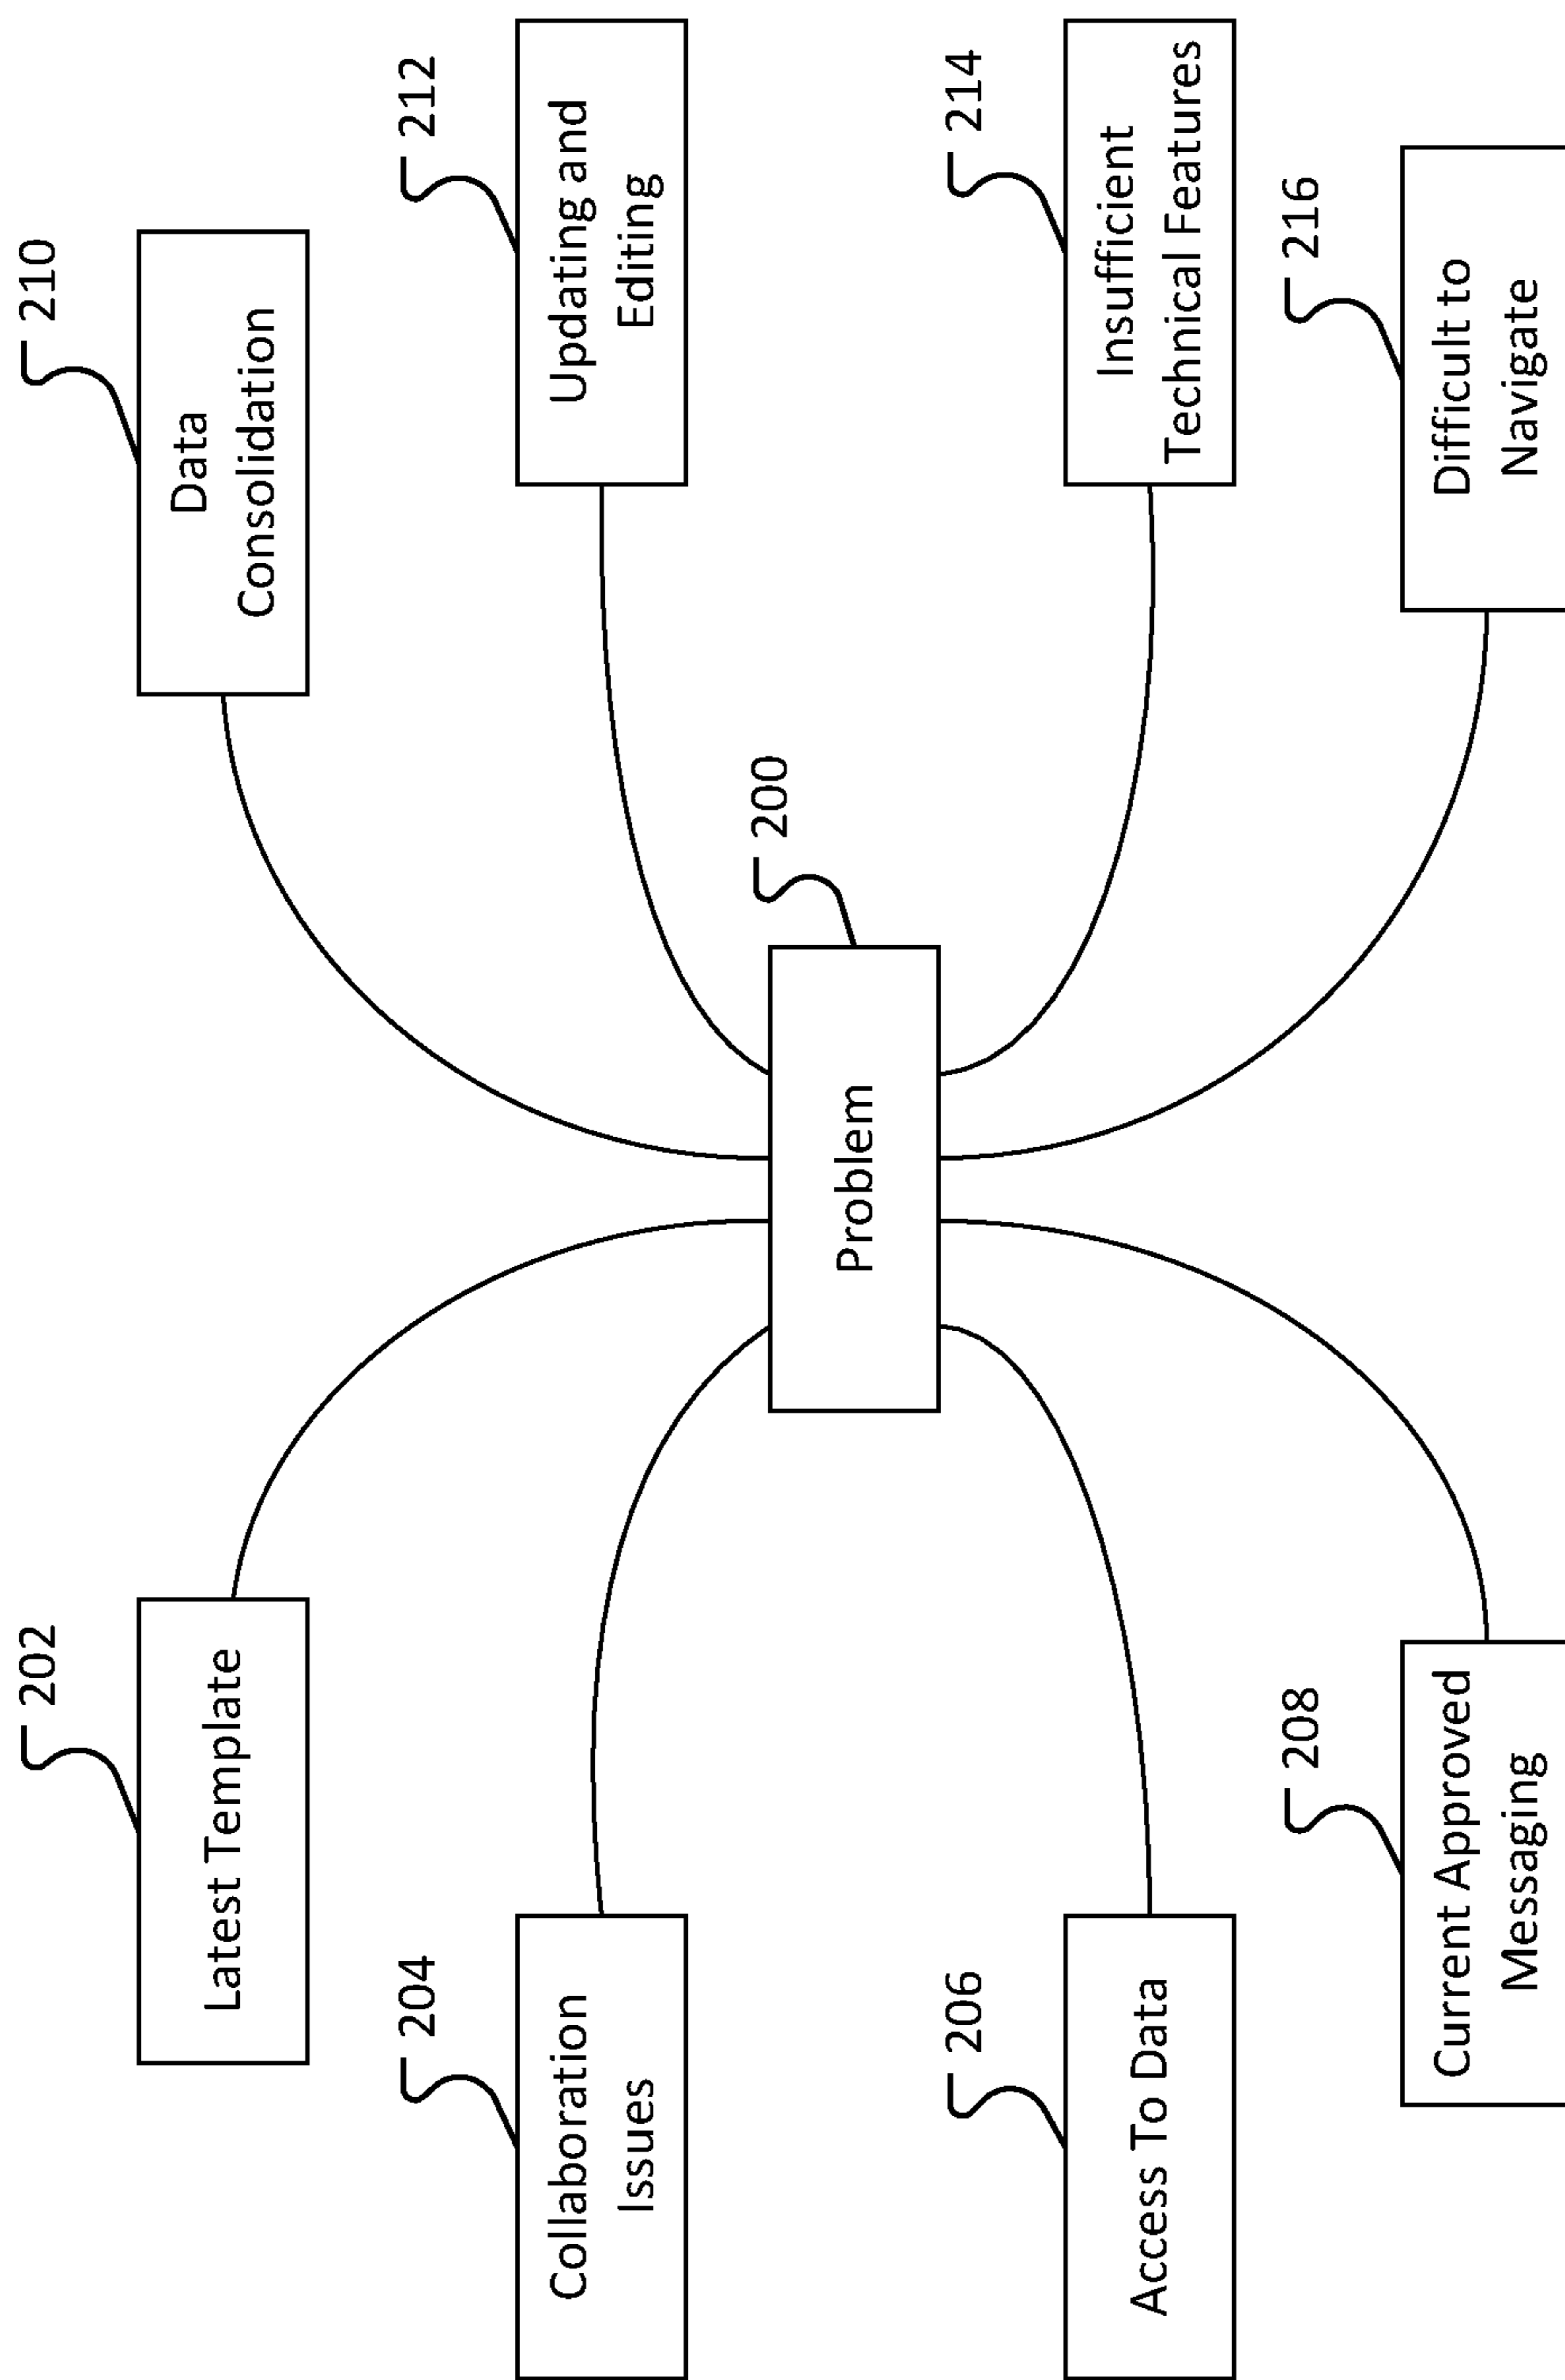 202
Latest Template
204
Collaboration
Issues
206
Access To Data
208
Current Approved
Messaging
Problem
200
210
Data
Consolidation
212
Updating and
Editing
214
Insufficient
Technical Features
216
Difficult to
Navigate